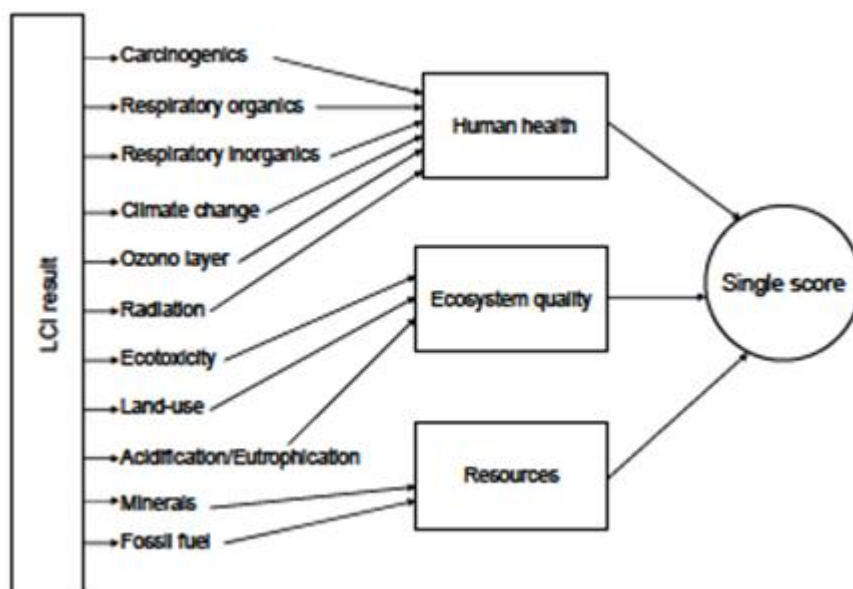 LCI result
Carcinogenics
Respiratory organics
Respiratory inorganics
Climate change
Ozono layer
Radiation
Ecotoxicity
Land-use
Acidification/Eutrophication
Minerals
Fossil fuel
Human health
Ecosystem quality
Resources
Single score